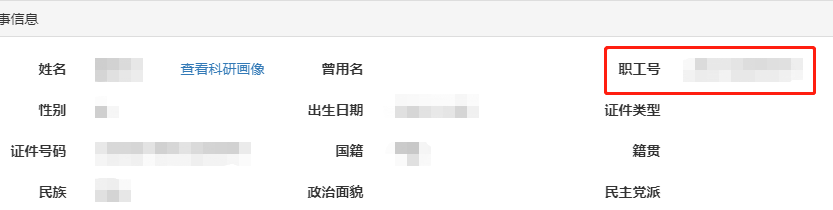 事信息
姓名 查看科研画像 曾用名 职工号
性别 出生日期 证件类型
证件号码 国籍 籍贯
民族 政治面貌 民主党派